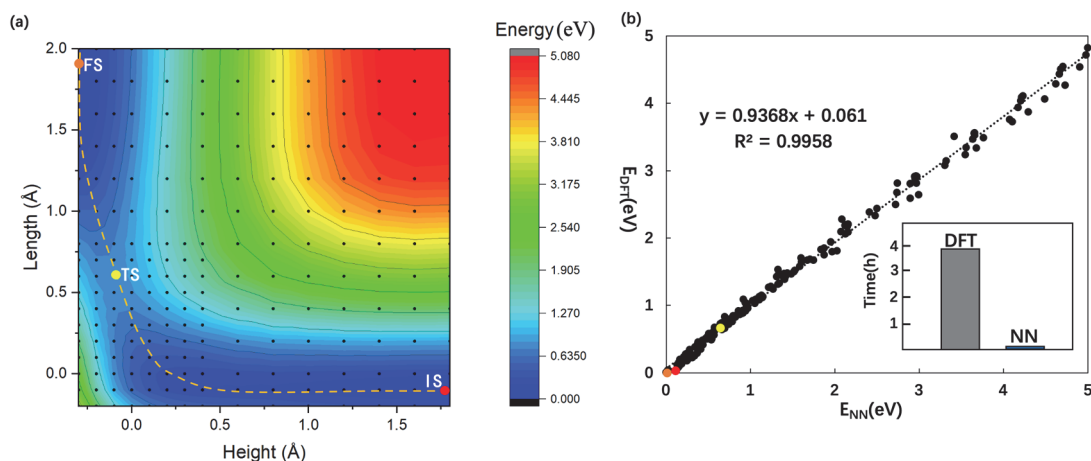 (a)
Energy (eV)
2.0
1.5
1.0
0.5
0.0
Length (Å)
FS
TS
IS
0.0
0.5
1.0
1.5
Height (Å)
5.080
4.445
3.810
3.175
2.540
1.905
1.270
0.6350
0.000
(b)
5
4
3
2
1
0
E_DFT(eV)
y = 0.9368x + 0.061
R² = 0.9958
4
3
2
1
Time(h)
DFT
NN
0
1
2
3
4
5
E_NN(eV)